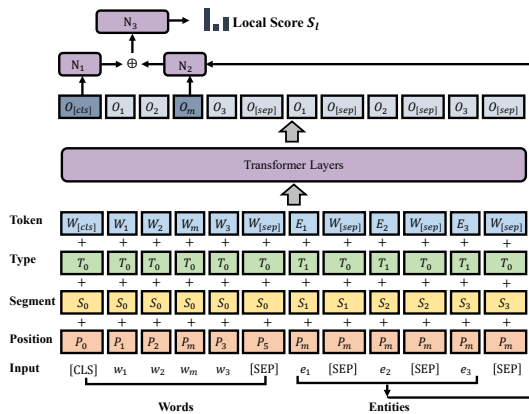 N3
Local Score Sl
N1 ⊕ N2
O[cls] O1 O2 Om O3 O[sep] O1 O[sep] O2 O[sep] O3 O[sep]
Transformer Layers
Token W[cls] W1 W2 Wm W3 W[sep] E1 W[sep] E2 W[sep] E3 W[sep]
+ + + + + + + + + + + +
Type T0 T0 T0 T0 T0 T0 T1 T0 T1 T0 T1 T0
+ + + + + + + + + + + +
Segment S0 S0 S0 S0 S0 S0 S1 S1 S2 S2 S3 S3
+ + + + + + + + + + + +
Position P0 P1 P2 Pm P3 P5 Pm Pm Pm Pm Pm Pm
Input [CLS] w1 w2 wm w3 [SEP] e1 [SEP] e2 [SEP] e3 [SEP]
Words Entities